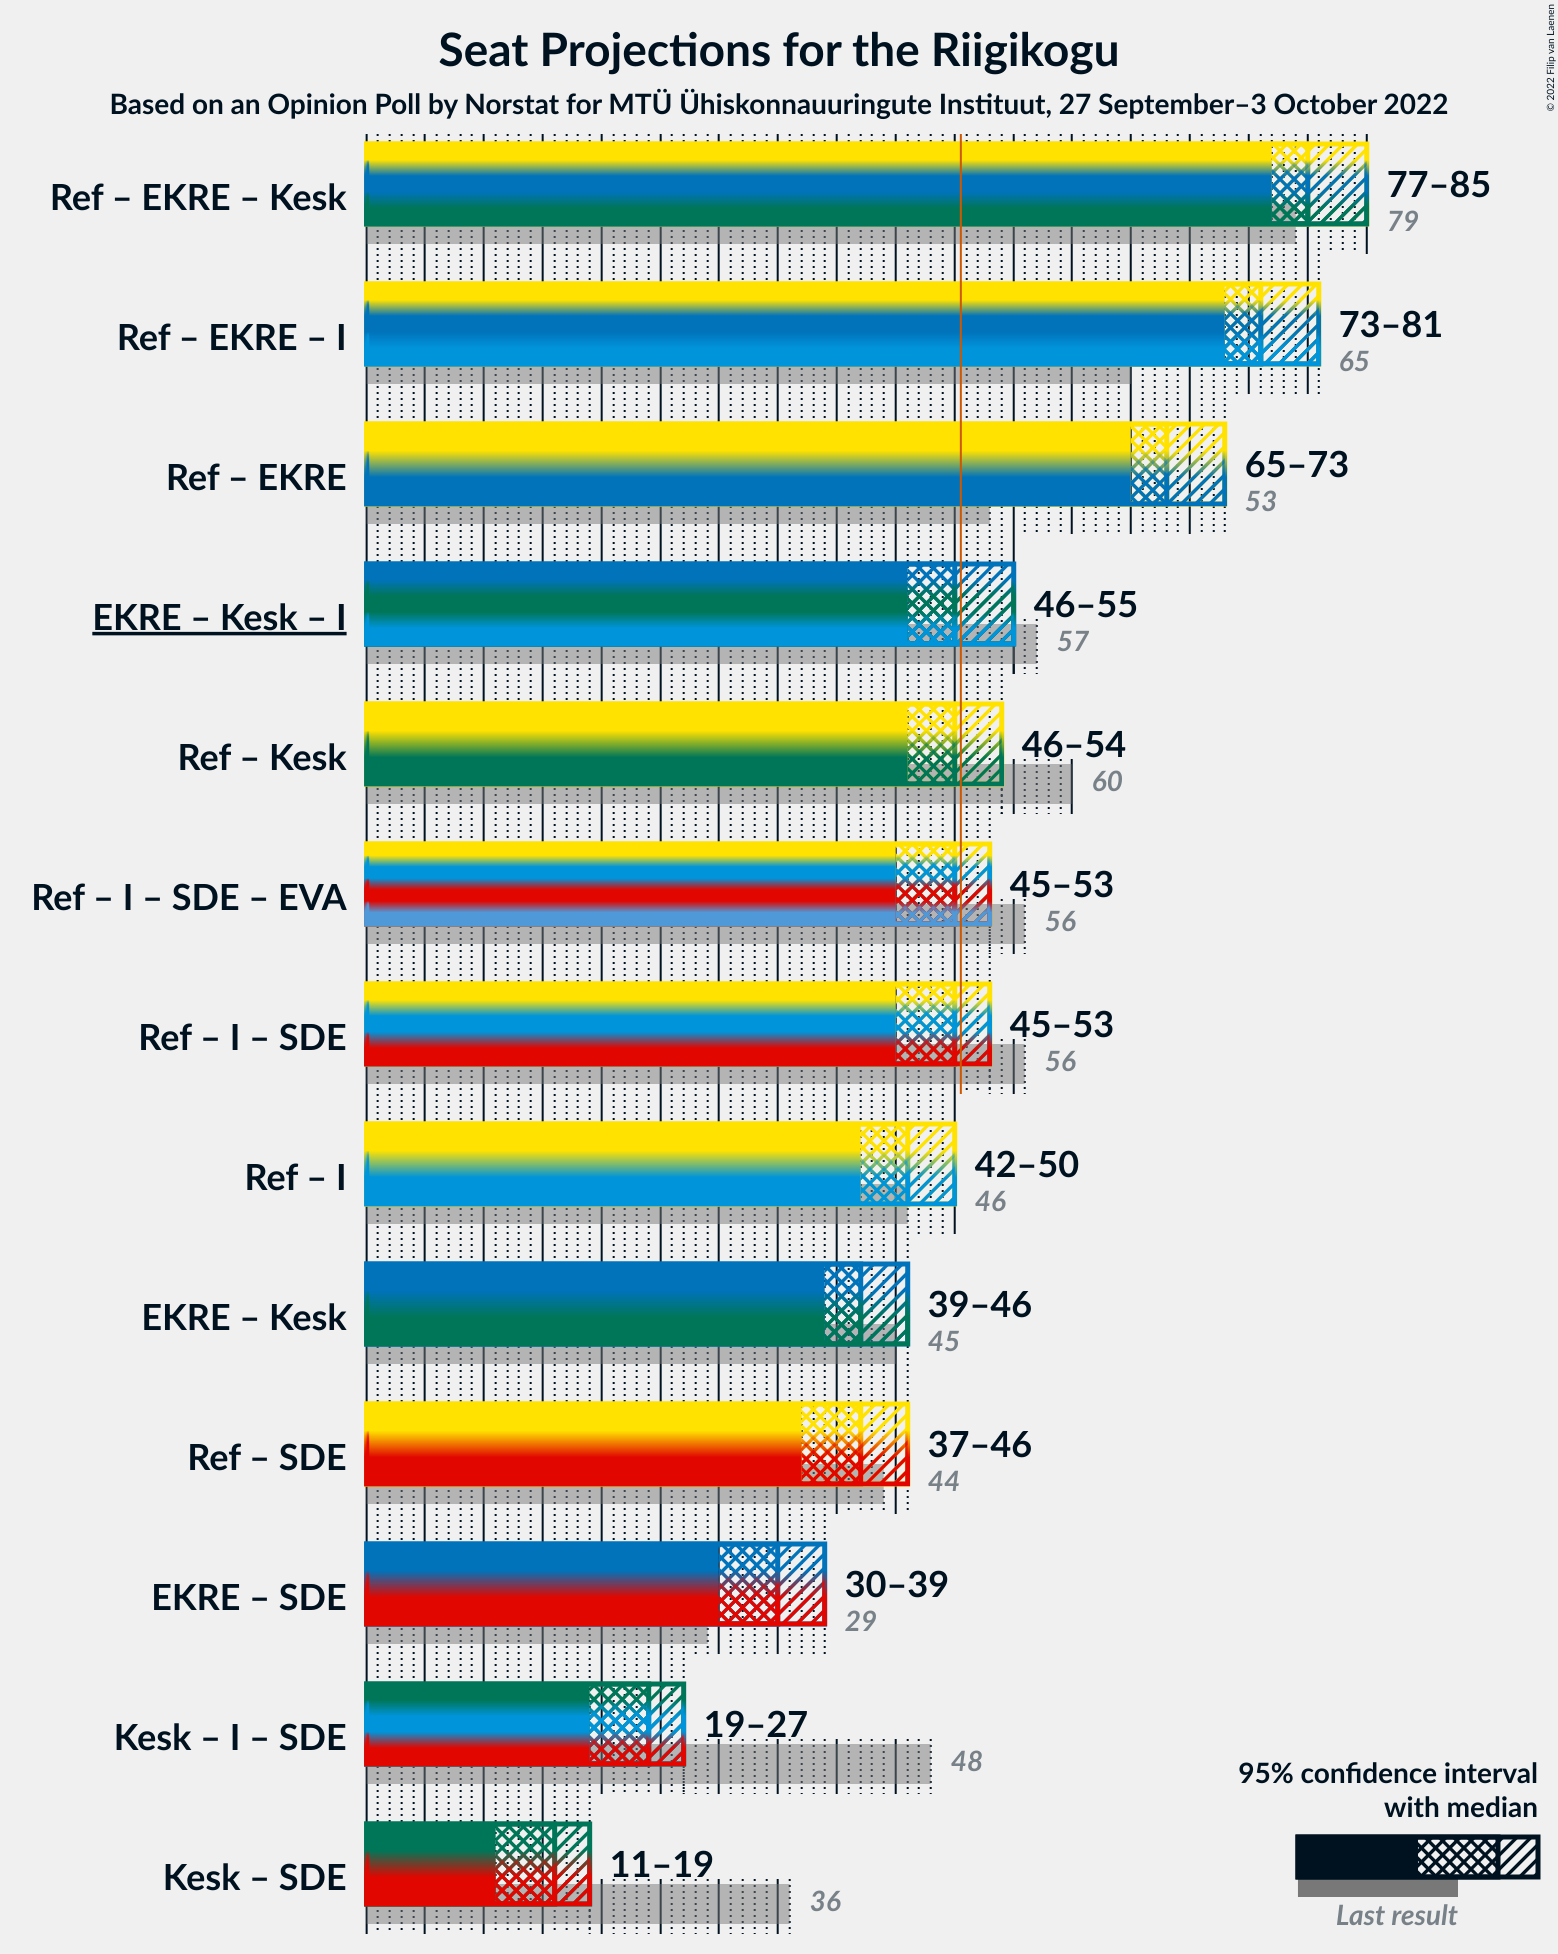 Seat Projections for the Riigikogu
Based on an Opinion Poll by Norstat for MTÜ Ühiskonnauuringute Instituut, 27 September–3 October 2022
© 2022 Filip van Laenen
Ref – EKRE – Kesk
77–85
79
Ref – EKRE – I
73–81
65
Ref – EKRE
65–73
53
EKRE – Kesk – I
46–55
57
Ref – Kesk
46–54
60
Ref – I – SDE – EVA
45–53
56
Ref – I – SDE
45–53
56
Ref – I
42–50
46
EKRE – Kesk
39–46
45
Ref – SDE
37–46
44
EKRE – SDE
30–39
29
Kesk – I – SDE
19–27
48
Kesk – SDE
11–19
36
95% confidence interval
with median
Last result